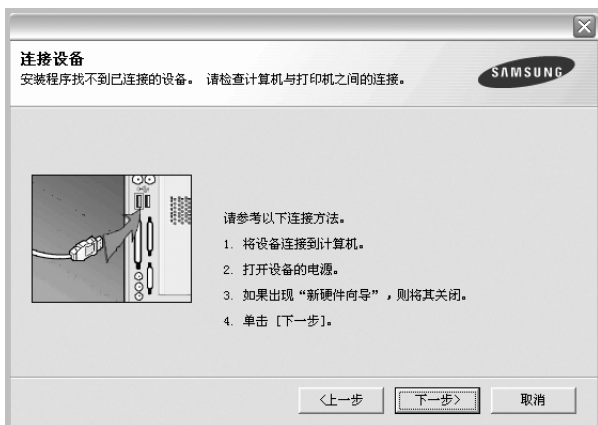 连接设备
安装程序找不到已连接的设备。 请检查计算机与打印机之间的连接。
SAMSUNG
请参考以下连接方法。
1. 将设备连接到计算机。
2. 打开设备的电源。
3. 如果出现“新硬件向导”，则将其关闭。
4. 单击 [下一步]。
<上一步
下一步>
取消